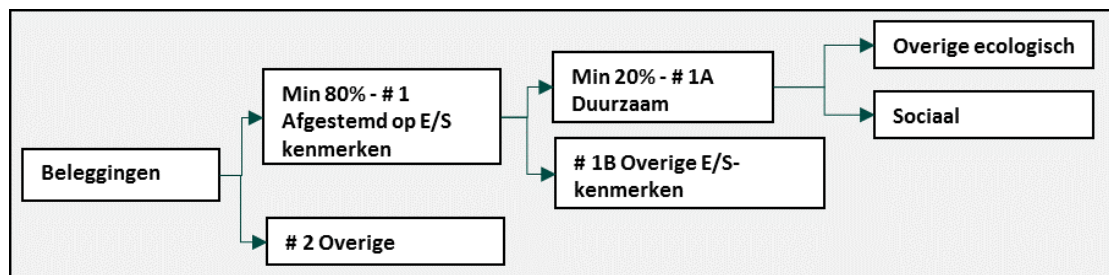 Beleggingen
Min 80% - # 1
Afgestemd op E/S
kenmerken
# 2 Overige
Min 20% - # 1A
Duurzaam
# 1B Overige E/S-
kenmerken
Overige ecologisch
Sociaal